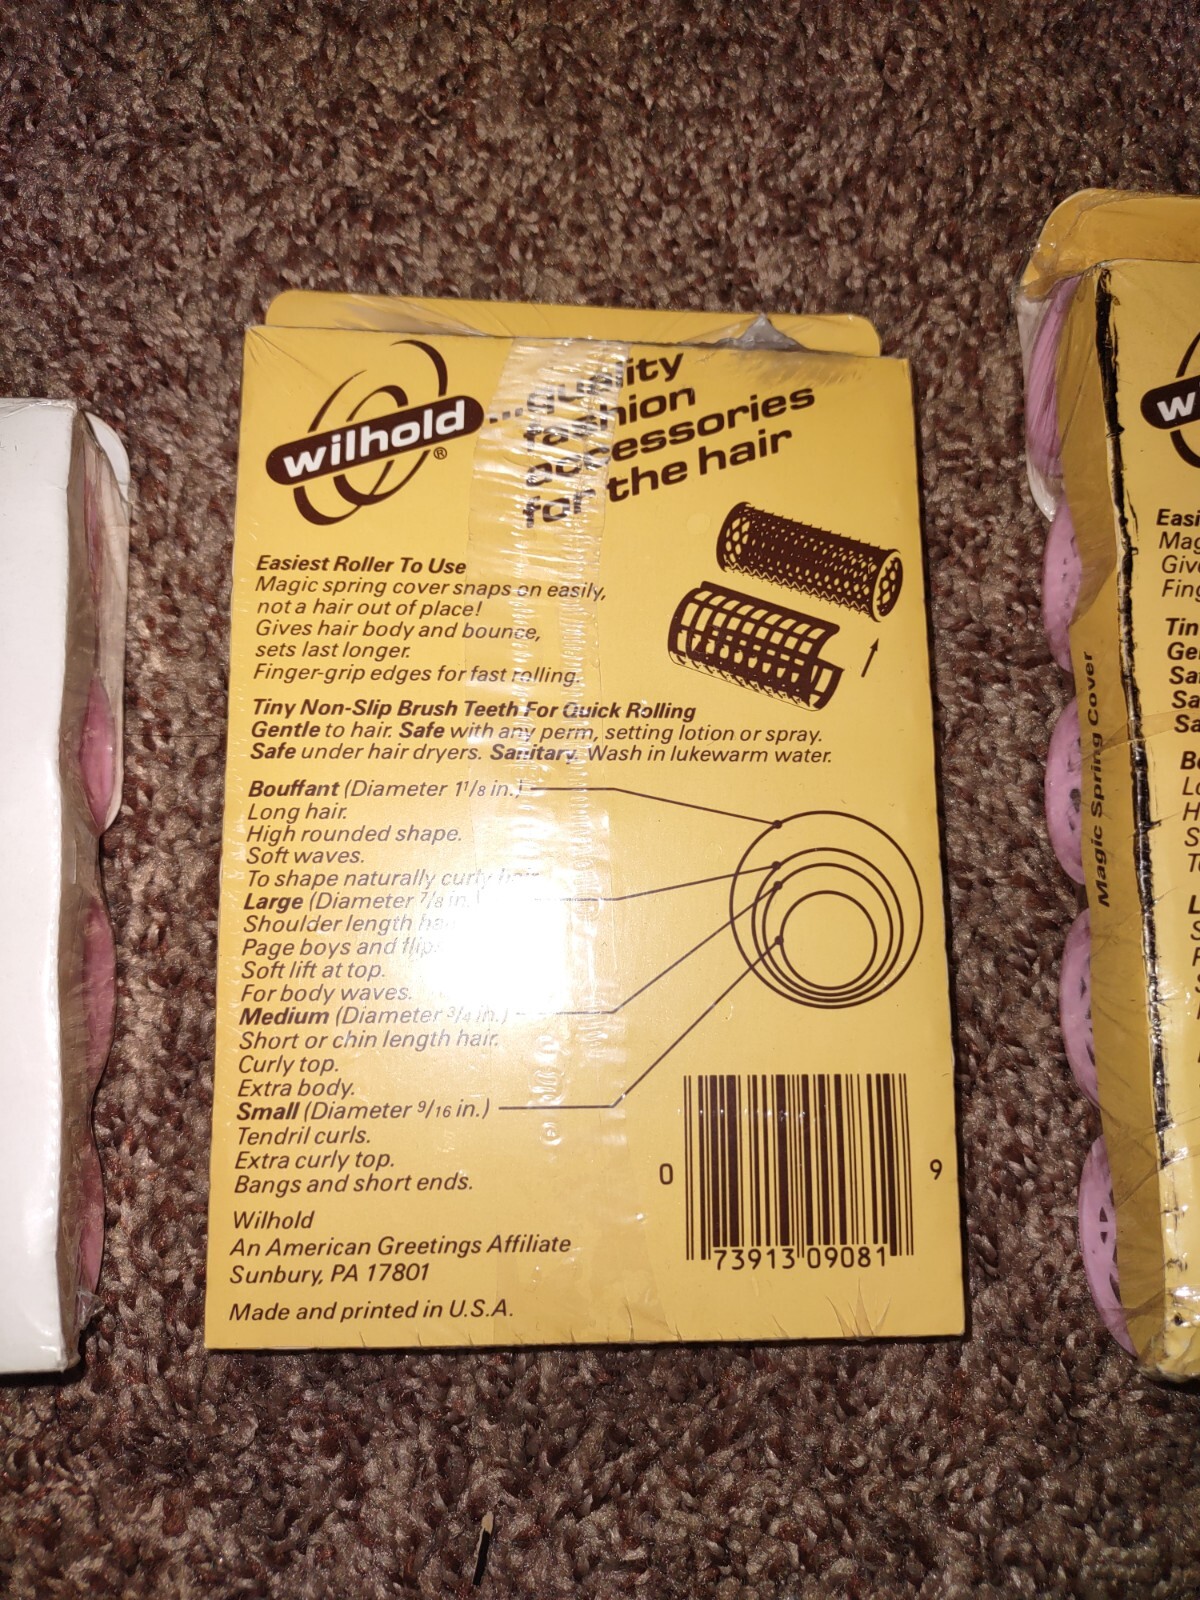 wilhold®
...quality
fashion
accessories
for the hair
Easiest Roller To Use
Magic spring cover snaps on easily,
not a hair out of place!
Gives hair body and bounce,
sets last longer.
Finger-grip edges for fast rolling.
Tiny Non-Slip Brush Teeth For Quick Rolling
Gentle to hair. Safe with any perm, setting lotion or spray.
Safe under hair dryers. Sanitary. Wash in lukewarm water.
Bouffant (Diameter 1 1/8 in.)
Long hair.
High rounded shape.
Soft waves.
To shape naturally curly hair.
Large (Diameter 7/8 in.)
Shoulder length hair.
Page boys and flips.
Soft lift at top.
For body waves.
Medium (Diameter 3/4 in.)
Short or chin length hair.
Curly top.
Extra body.
Small (Diameter 9/16 in.)
Tendril curls.
Extra curly top.
Bangs and short ends.
Wilhold
An American Greetings Affiliate
Sunbury, PA 17801
Made and printed in U.S.A.
0 73913 09081 9
Magic Spring Cover